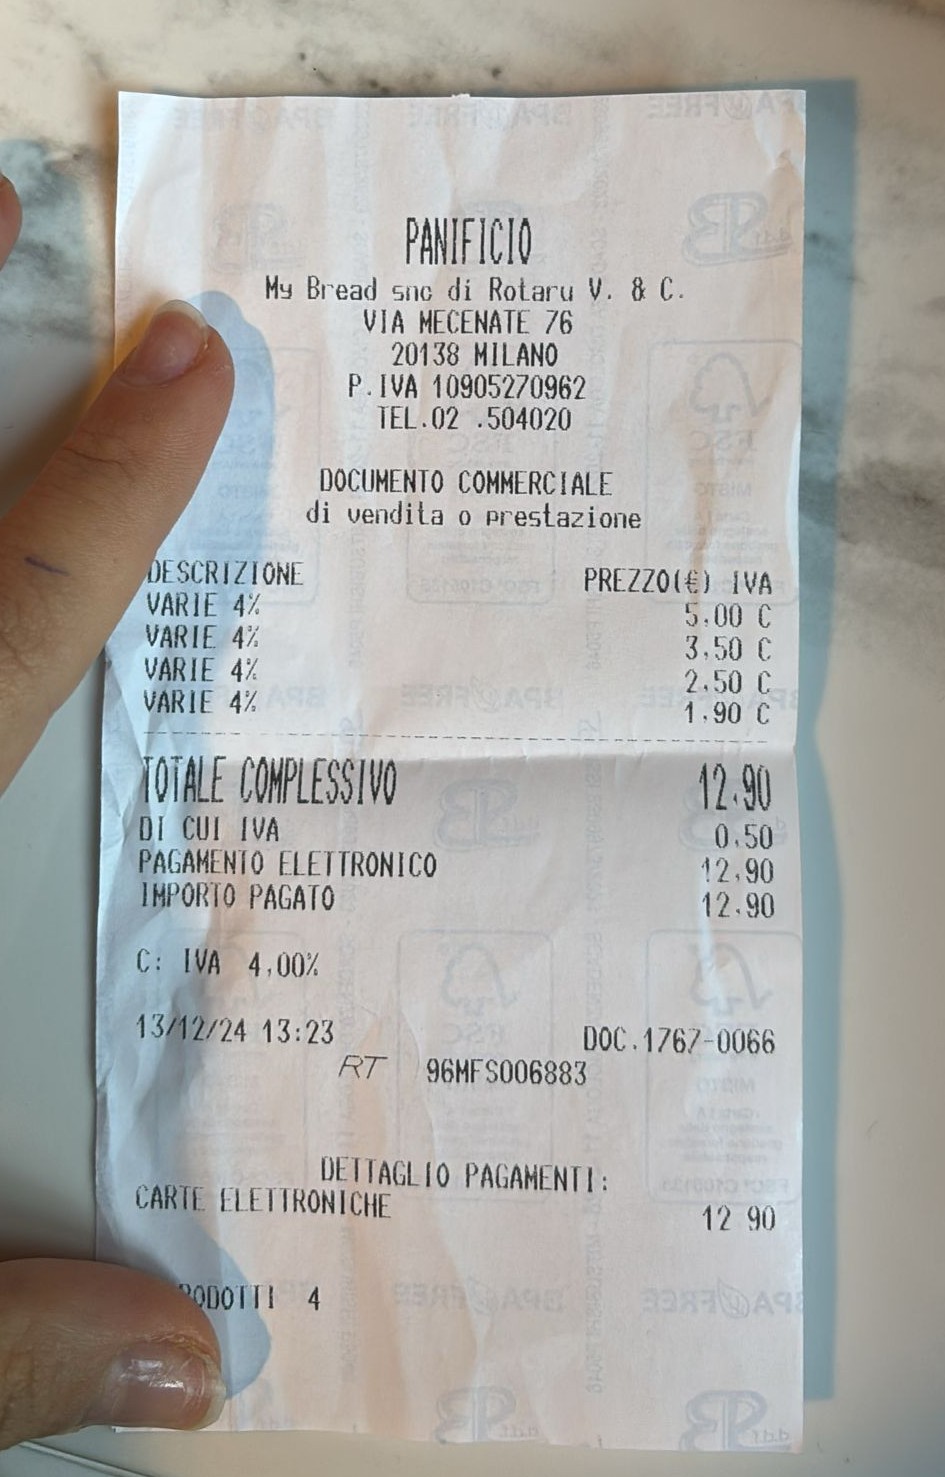 PANIFICIO
My Bread snc di Rotaru V. & C.
VIA MECENATE 76
20138 MILANO
P.IVA 10905270962
TEL.02 .504020
DOCUMENTO COMMERCIALE
di vendita o prestazione
DESCRIZIONE PREZZO(€) IVA
VARIE 4% 5,00 C
VARIE 4% 3,50 C
VARIE 4% 2,50 C
VARIE 4% 1,90 C
TOTALE COMPLESSIVO 12,90
DI CUI IVA 0,50
PAGAMENTO ELETTRONICO 12,90
IMPORTO PAGATO 12,90
C: IVA 4,00%
13/12/24 13:23 DOC.1767-0066
RT 96MFS006883
DETTAGLIO PAGAMENTI:
CARTE ELETTRONICHE 12 90
RODOTTI 4